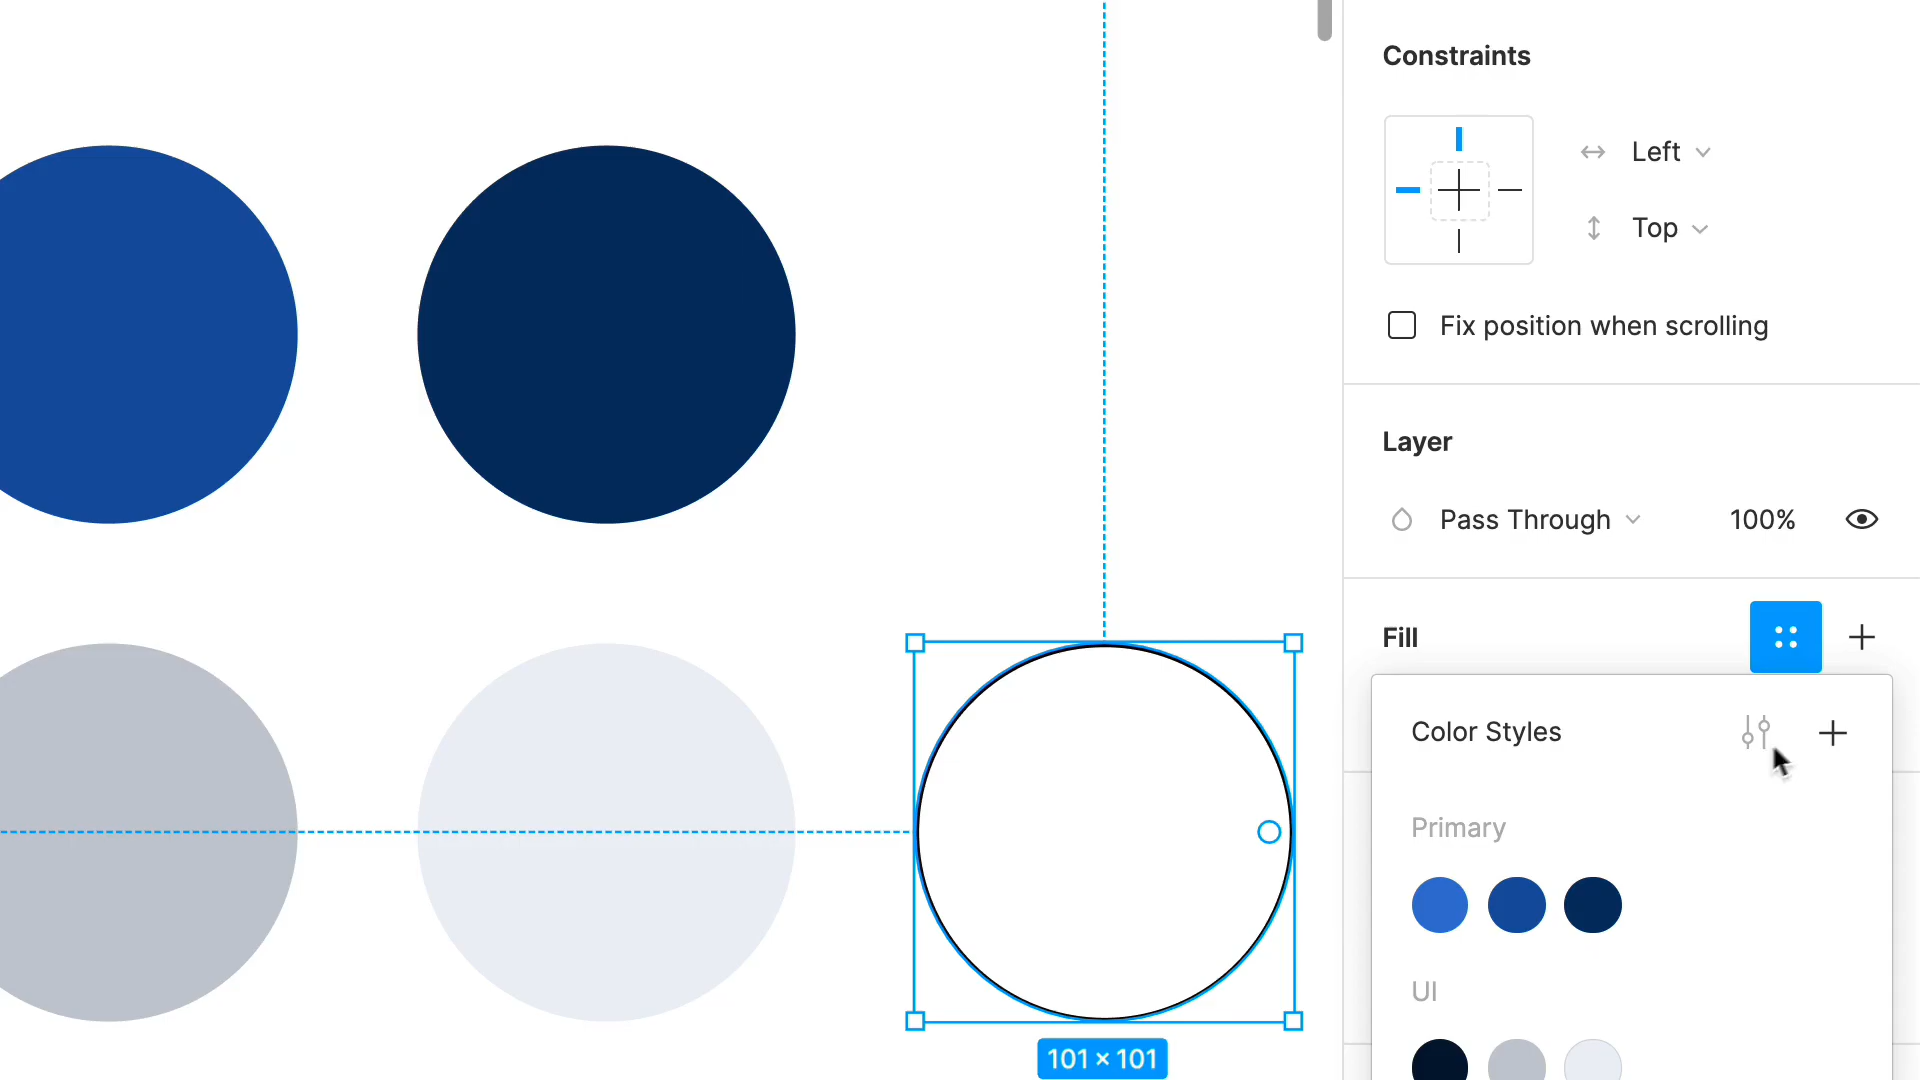 Constraints
Left
Top
Fix position when scrolling
Layer
Pass Through 100%
Fill
Color Styles
Primary
UI
101 × 101